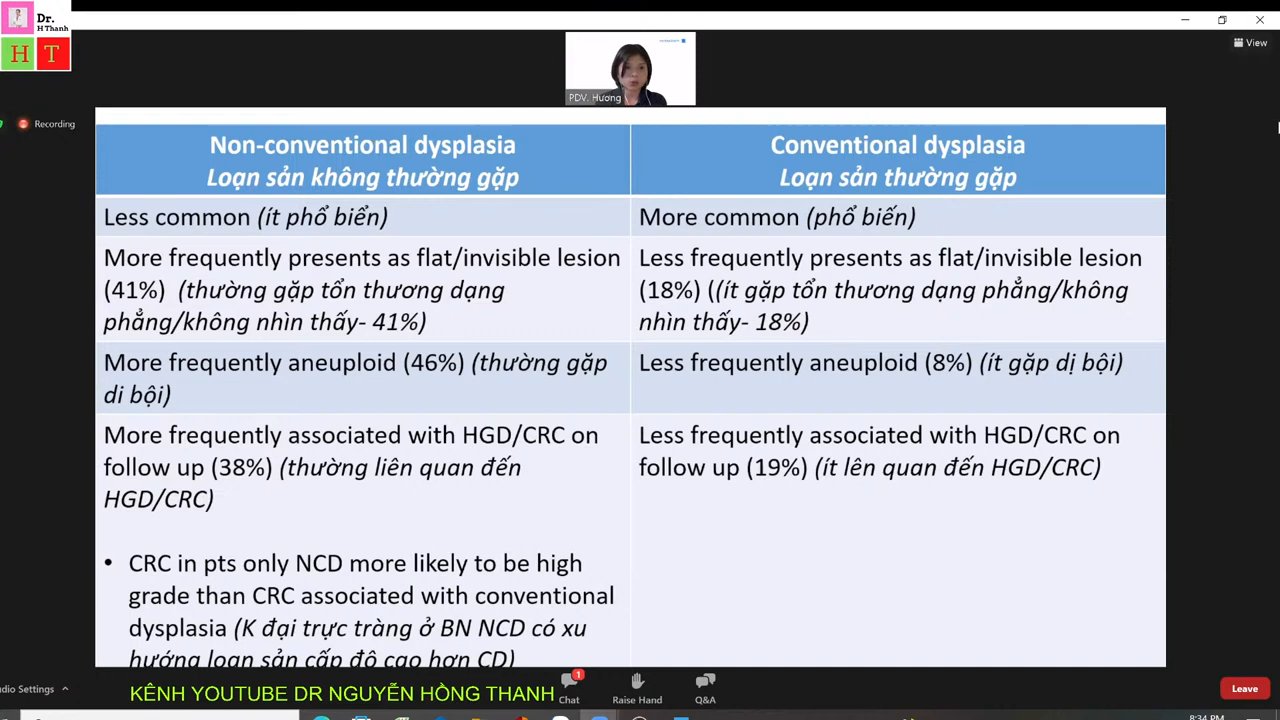 Dr.
H Thanh
H T
View
PDV. Hương
Recording
Non-conventional dysplasia
Loạn sản không thường gặp
Conventional dysplasia
Loạn sản thường gặp
Less common (ít phổ biển)
More common (phổ biến)
More frequently presents as flat/invisible lesion
(41%) (thường gặp tổn thương dạng
phẳng/không nhìn thấy- 41%)
Less frequently presents as flat/invisible lesion
(18%) ((ít gặp tổn thương dạng phẳng/không
nhìn thấy- 18%)
More frequently aneuploid (46%) (thường gặp
di bội)
Less frequently aneuploid (8%) (ít gặp dị bội)
More frequently associated with HGD/CRC on
follow up (38%) (thường liên quan đến
HGD/CRC)
Less frequently associated with HGD/CRC on
follow up (19%) (ít lên quan đến HGD/CRC)
• CRC in pts only NCD more likely to be high
grade than CRC associated with conventional
dysplasia (K đại trực tràng ở BN NCD có xu
hướng loạn sản cấp độ cao hơn CD)
dio Settings
KÊNH YOUTUBE DR NGUYỄN HỒNG THANH
1
Chat
Raise Hand
Q&A
Leave
8:34 PM